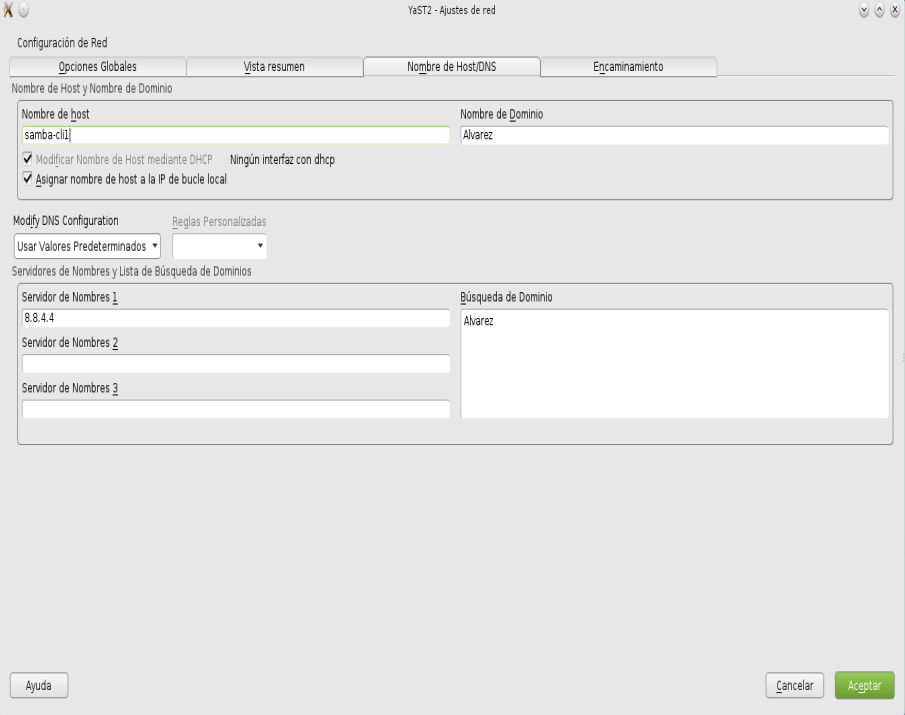 YaST2 - Ajustes de red
Configuración de Red
Opciones Globales
Vista resumen
Nombre de Host/DNS
Encaminamiento
Nombre de Host y Nombre de Dominio
Nombre de host
Nombre de Dominio
samba-cli1
Alvarez
Modificar Nombre de Host mediante DHCP
Ningún interfaz con dhcp
Asignar nombre de host a la IP de bucle local
Modify DNS Configuration
Reglas Personalizadas
Usar Valores Predeterminados
Servidores de Nombres y Lista de Búsqueda de Dominios
Servidor de Nombres 1
Búsqueda de Dominio
8.8.4.4
Alvarez
Servidor de Nombres 2
Servidor de Nombres 3
Ayuda
Cancelar
Aceptar